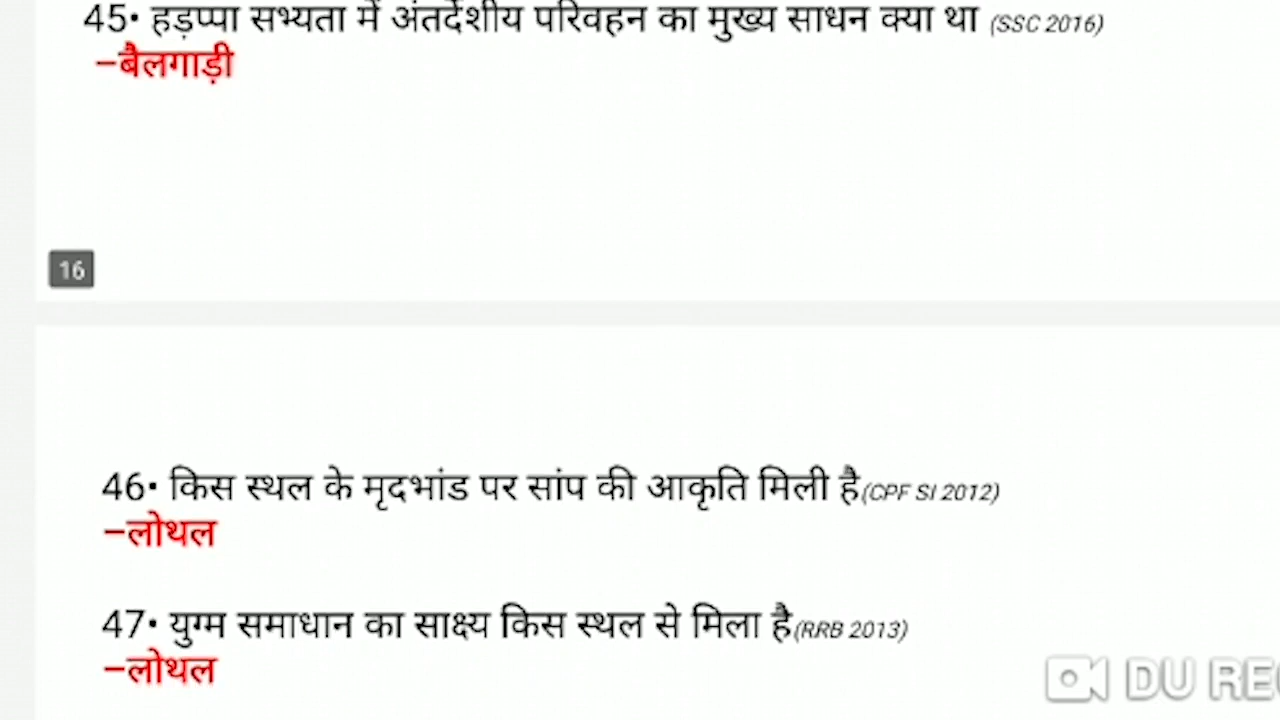 45• हड़प्पा सभ्यता में अंतर्देशीय परिवहन का मुख्य साधन क्या था (SSC 2016)
–बैलगाड़ी
16
46• किस स्थल के मृदभांड पर सांप की आकृति मिली है(CPF SI 2012)
–लोथल
47• युग्म समाधान का साक्ष्य किस स्थल से मिला है(RRB 2013)
–लोथल
DU REC